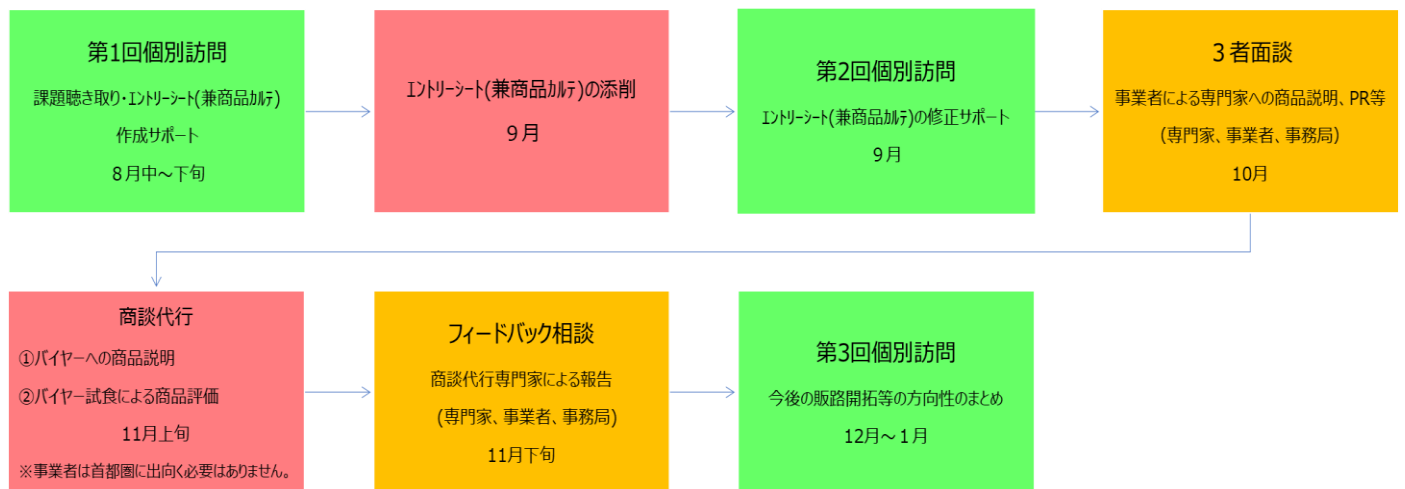 第1回個別訪問
課題聴き取り・ｴﾝﾄﾘｰｼｰﾄ(兼商品ｶﾙﾃ)
作成サポート
８月中～下旬
ｴﾝﾄﾘｰｼｰﾄ(兼商品ｶﾙﾃ)の添削
９月
第2回個別訪問
ｴﾝﾄﾘｰｼｰﾄ(兼商品ｶﾙﾃ)の修正サポート
９月
３者面談
事業者による専門家への商品説明、PR等
(専門家、事業者、事務局)
10月
商談代行
①バイヤーへの商品説明
②バイヤー試食による商品評価
11月上旬
※事業者は首都圏に出向く必要はありません。
フィードバック相談
商談代行専門家による報告
(専門家、事業者、事務局)
11月下旬
第3回個別訪問
今後の販路開拓等の方向性のまとめ
12月～１月